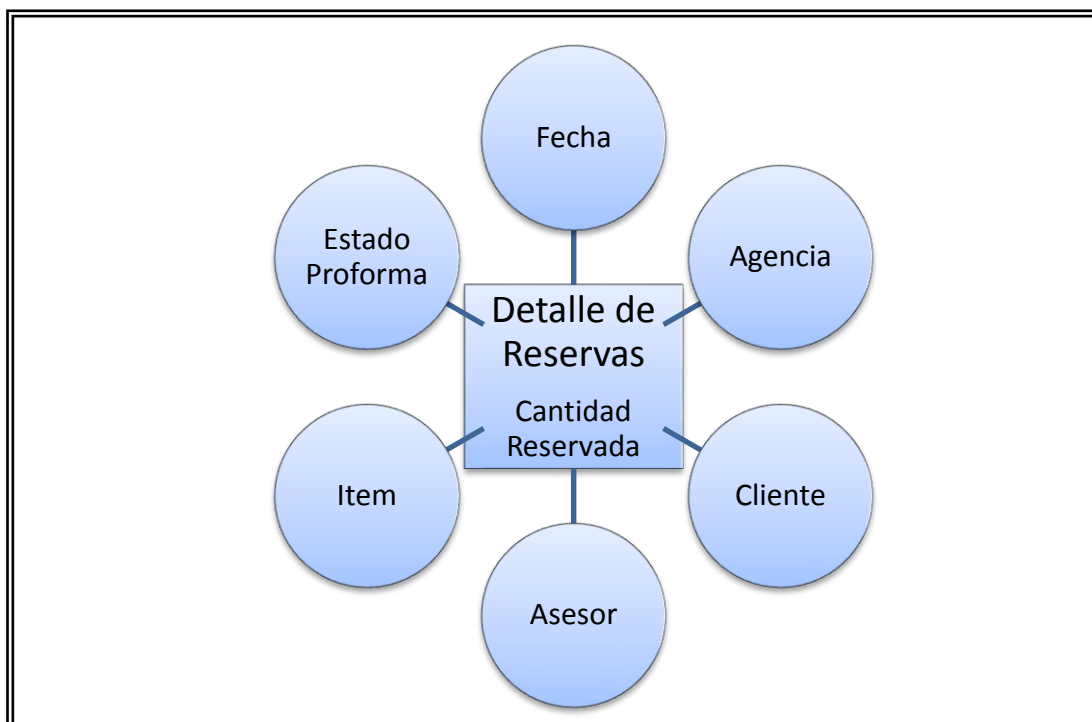 Fecha
Estado
Proforma
Agencia
Detalle de
Reservas
Cantidad
Reservada
Item
Cliente
Asesor